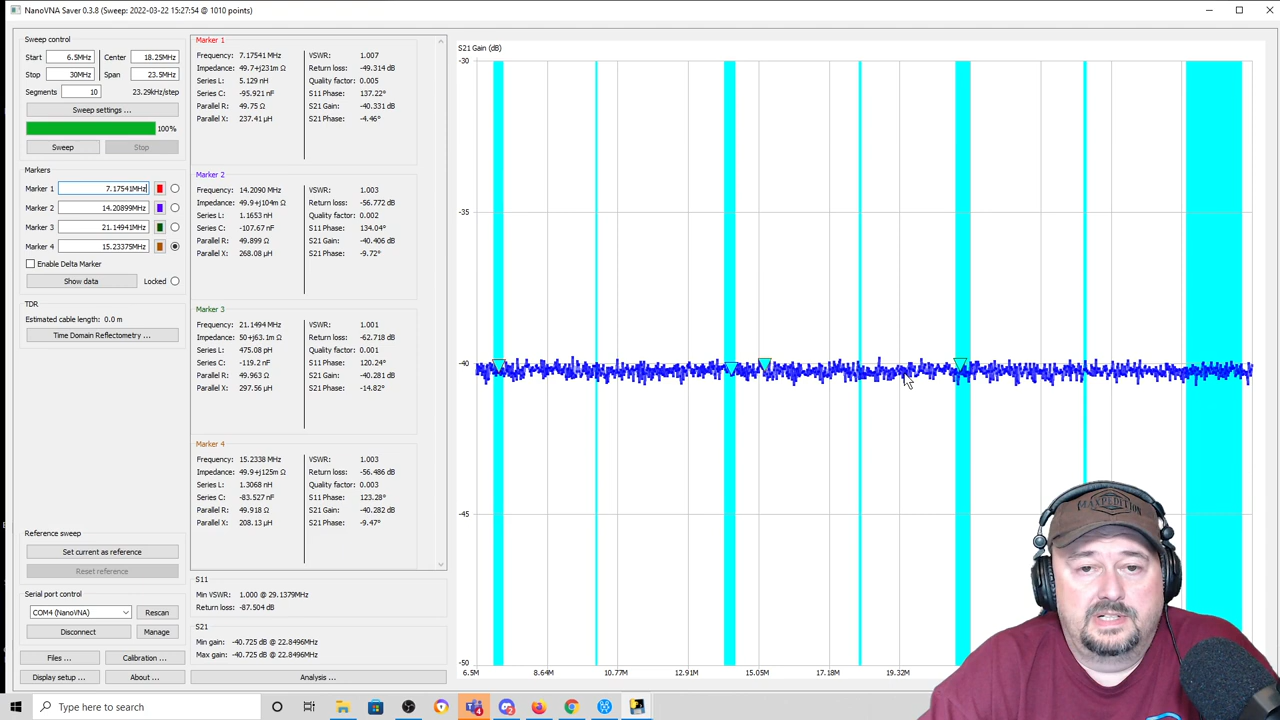 NanoVNA Saver 0.3.8 (Sweep: 2022-03-22 15:27:54 @ 1010 points)
Sweep control
Start 6.5MHz Center 18.25MHz
Stop 30MHz Span 23.5MHz
Segments 10 23.29kHz/step
Sweep settings ...
100%
Sweep Stop
Markers
Marker 1 7.17541MHz
Marker 2 14.20899MHz
Marker 3 21.14941MHz
Marker 4 15.23375MHz
Enable Delta Marker
Show data Locked
TDR
Estimated cable length: 0.0 m
Time Domain Reflectometry ...
Reference sweep
Set current as reference
Reset reference
Serial port control
COM4 (NanoVNA) Rescan
Disconnect Manage
Files ... Calibration ...
Display setup ... About ...
Marker 1
Frequency: 7.17541 MHz VSWR: 1.007
Impedance: 49.7+j231m Ω Return loss: -49.314 dB
Series L: 5.129 nH Quality factor: 0.005
Series C: -95.921 nF S11 Phase: 137.22°
Parallel R: 49.75 Ω S21 Gain: -40.331 dB
Parallel X: 237.41 µH S21 Phase: -4.46°
Marker 2
Frequency: 14.2090 MHz VSWR: 1.003
Impedance: 49.9+j104m Ω Return loss: -56.772 dB
Series L: 1.1653 nH Quality factor: 0.002
Series C: -107.67 nF S11 Phase: 134.04°
Parallel R: 49.899 Ω S21 Gain: -40.406 dB
Parallel X: 268.08 µH S21 Phase: -9.72°
Marker 3
Frequency: 21.1494 MHz VSWR: 1.001
Impedance: 50+j63.1m Ω Return loss: -62.718 dB
Series L: 475.08 pH Quality factor: 0.001
Series C: -119.2 nF S11 Phase: 120.24°
Parallel R: 49.963 Ω S21 Gain: -40.281 dB
Parallel X: 297.56 µH S21 Phase: -14.82°
Marker 4
Frequency: 15.2338 MHz VSWR: 1.003
Impedance: 49.9+j125m Ω Return loss: -56.486 dB
Series L: 1.3068 nH Quality factor: 0.003
Series C: -83.527 nF S11 Phase: 123.28°
Parallel R: 49.918 Ω S21 Gain: -40.282 dB
Parallel X: 208.13 µH S21 Phase: -9.47°
S11
Min VSWR: 1.000 @ 29.1379MHz
Return loss: -87.504 dB
S21
Min gain: -40.725 dB @ 22.8496MHz
Max gain: -40.225 dB @ 22.8496MHz
Analysis ...
S21 Gain (dB)
-30
-35
-40
-45
-50
6.5M 8.64M 10.77M 12.91M 15.05M 17.18M 19.32M
MAXPEDITION
Type here to search
4